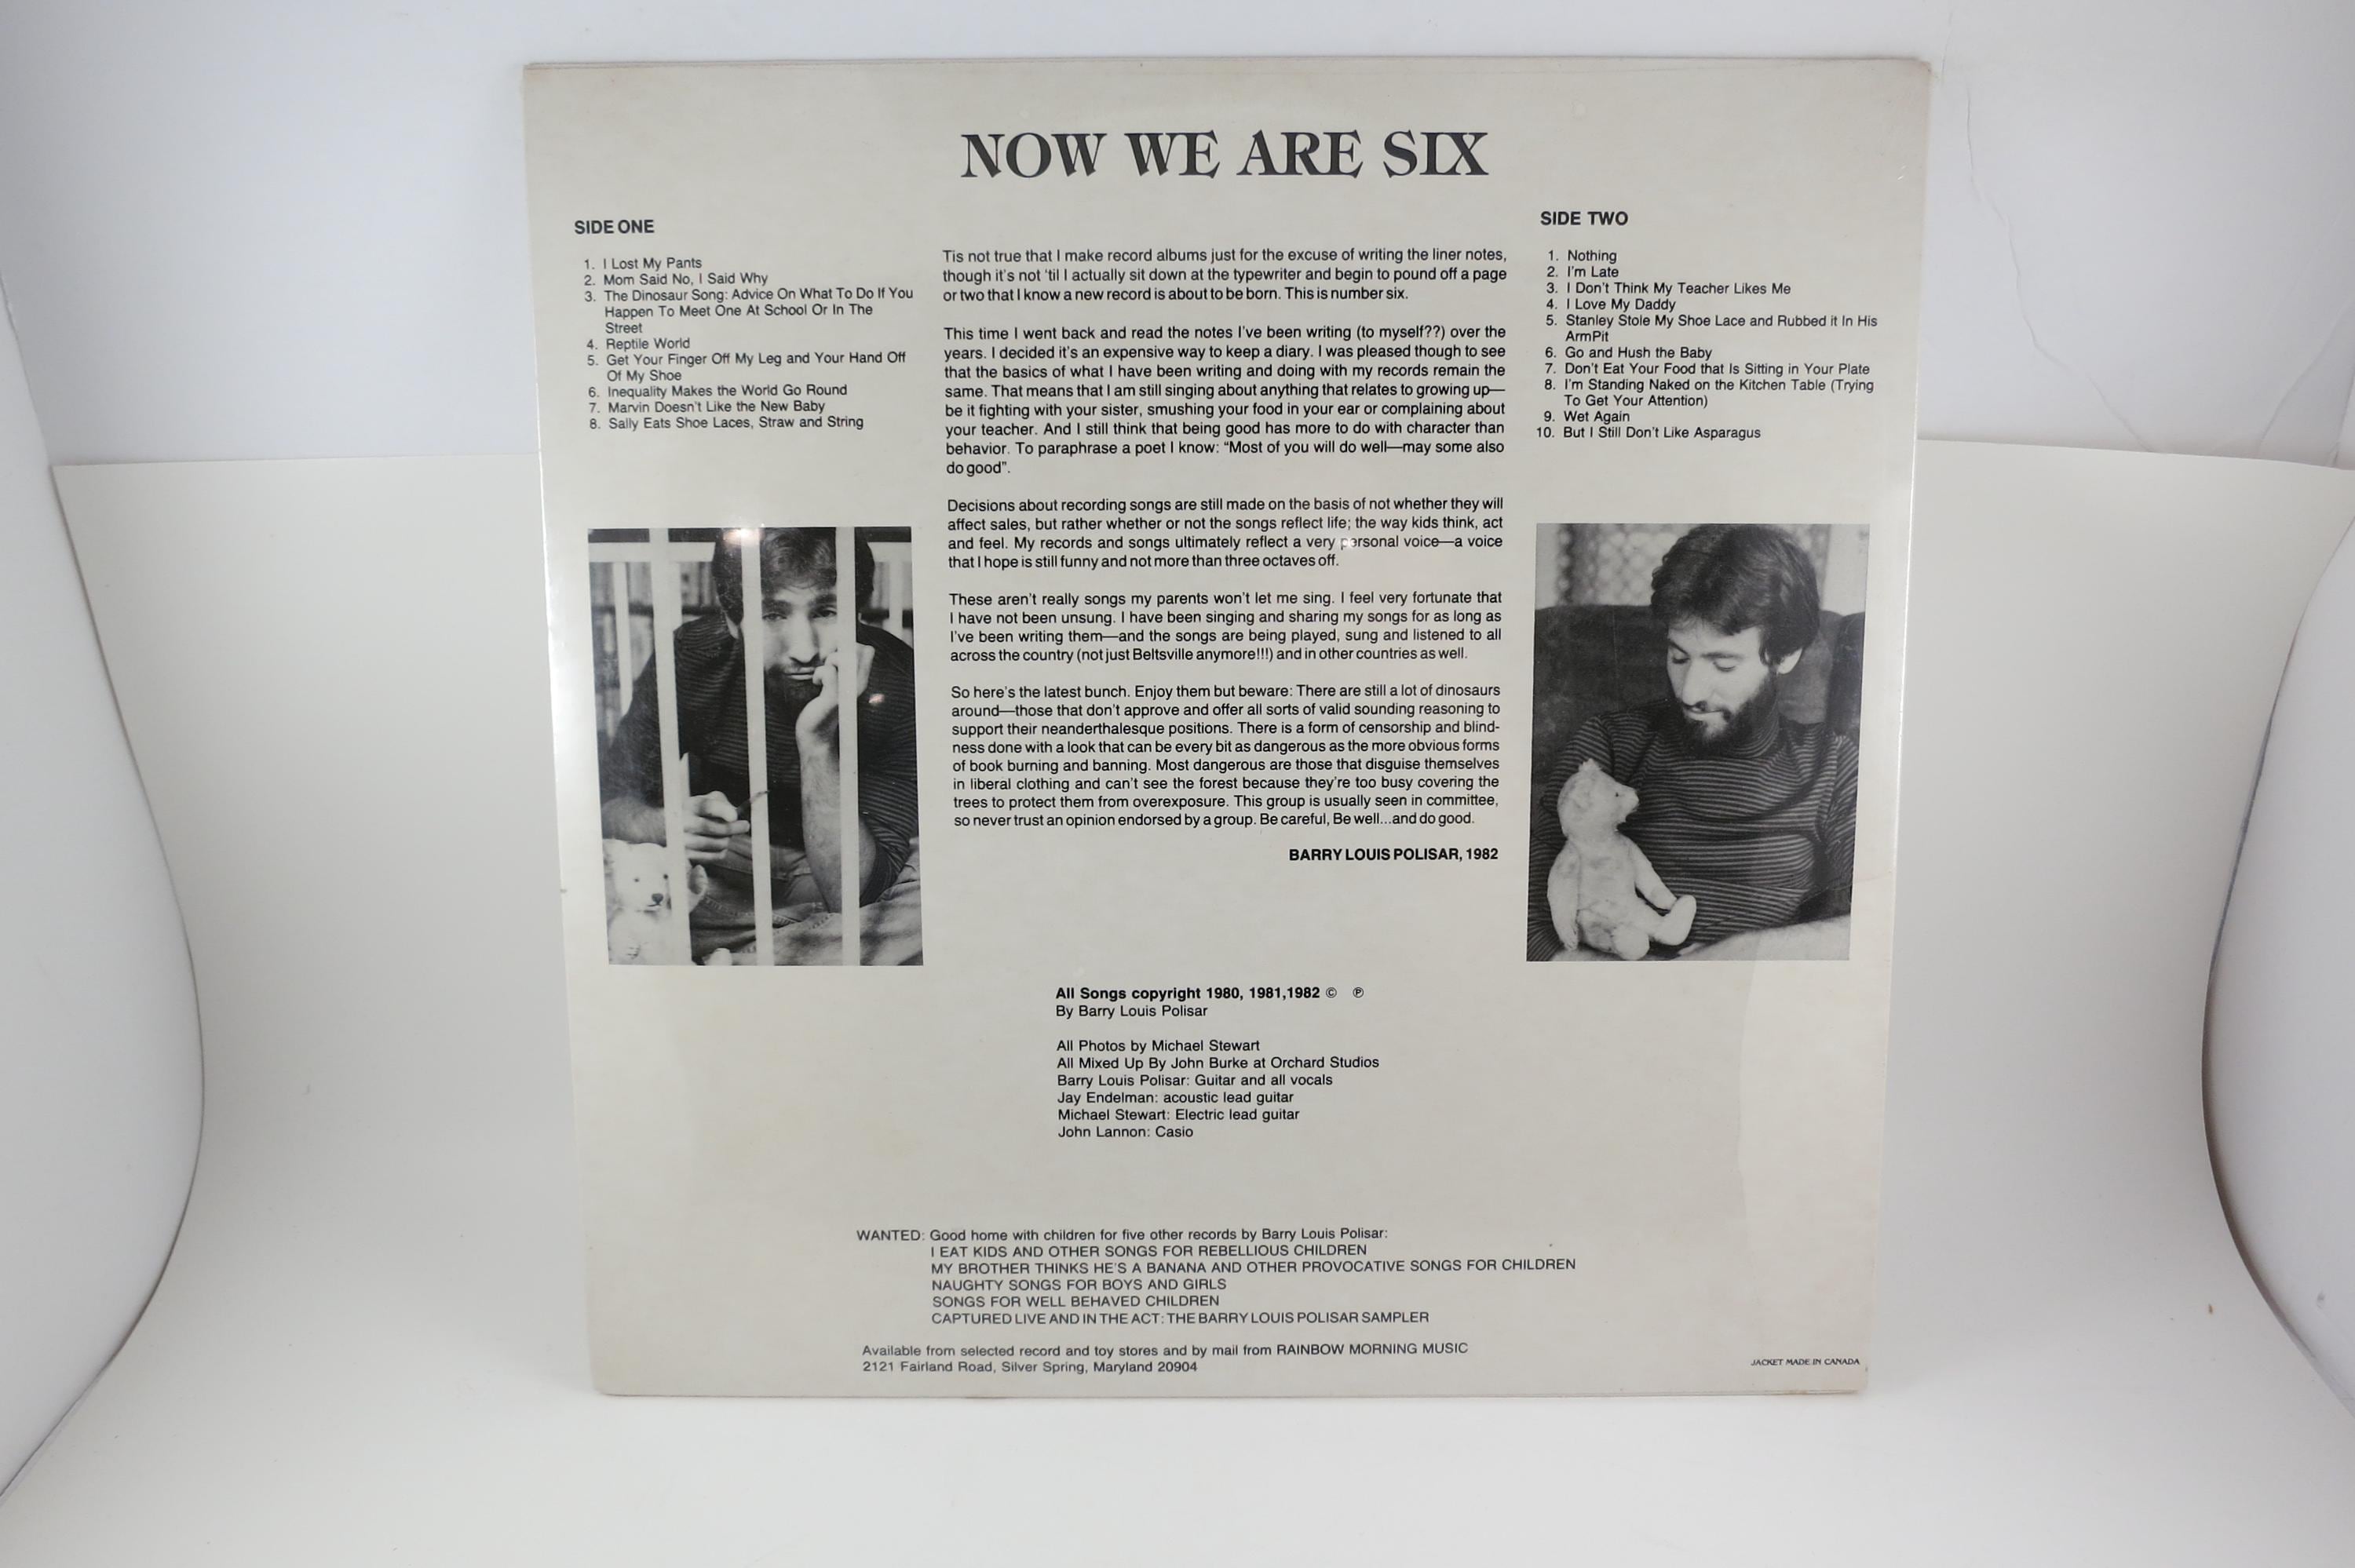 NOW WE ARE SIX
SIDE ONE
1. I Lost My Pants
2. Mom Said No, I Said Why
3. The Dinosaur Song: Advice On What To Do If You
Happen To Meet One At School Or In The
Street
4. Reptile World
5. Get Your Finger Off My Leg and Your Hand Off
Of My Shoe
6. Inequality Makes the World Go Round
7. Marvin Doesn't Like the New Baby
8. Sally Eats Shoe Laces, Straw and String
Tis not true that I make record albums just for the excuse of writing the liner notes,
though it's not 'til I actually sit down at the typewriter and begin to pound off a page
or two that I know a new record is about to be born. This is number six.
This time I went back and read the notes I've been writing (to myself??) over the
years. I decided it's an expensive way to keep a diary. I was pleased though to see
that the basics of what I have been writing and doing with my records remain the
same. That means that I am still singing about anything that relates to growing up—
be it fighting with your sister, smushing your food in your ear or complaining about
your teacher. And I still think that being good has more to do with character than
behavior. To paraphrase a poet I know: "Most of you will do well—may some also
do good".
Decisions about recording songs are still made on the basis of not whether they will
affect sales, but rather whether or not the songs reflect life; the way kids think, act
and feel. My records and songs ultimately reflect a very personal voice—a voice
that I hope is still funny and not more than three octaves off.
These aren't really songs my parents won't let me sing. I feel very fortunate that
I have not been unsung. I have been singing and sharing my songs for as long as
I've been writing them—and the songs are being played, sung and listened to all
across the country (not just Beltsville anymore!!!) and in other countries as well.
So here's the latest bunch. Enjoy them but beware: There are still a lot of dinosaurs
around—those that don't approve and offer all sorts of valid sounding reasoning to
support their neanderthalesque positions. There is a form of censorship and blind-
ness done with a look that can be every bit as dangerous as the more obvious forms
of book burning and banning. Most dangerous are those that disguise themselves
in liberal clothing and can't see the forest because they're too busy covering the
trees to protect them from overexposure. This group is usually seen in committee,
so never trust an opinion endorsed by a group. Be careful, Be well...and do good.
BARRY LOUIS POLISAR, 1982
SIDE TWO
1. Nothing
2. I'm Late
3. I Don't Think My Teacher Likes Me
4. I Love My Daddy
5. Stanley Stole My Shoe Lace and Rubbed it In His
ArmPit
6. Go and Hush the Baby
7. Don't Eat Your Food that Is Sitting in Your Plate
8. I'm Standing Naked on the Kitchen Table (Trying
To Get Your Attention)
9. Wet Again
10. But I Still Don't Like Asparagus
All Songs copyright 1980, 1981,1982 © ℗
By Barry Louis Polisar
All Photos by Michael Stewart
All Mixed Up By John Burke at Orchard Studios
Barry Louis Polisar: Guitar and all vocals
Jay Endelman: acoustic lead guitar
Michael Stewart: Electric lead guitar
John Lannon: Casio
WANTED: Good home with children for five other records by Barry Louis Polisar:
I EAT KIDS AND OTHER SONGS FOR REBELLIOUS CHILDREN
MY BROTHER THINKS HE'S A BANANA AND OTHER PROVOCATIVE SONGS FOR CHILDREN
NAUGHTY SONGS FOR BOYS AND GIRLS
SONGS FOR WELL BEHAVED CHILDREN
CAPTURED LIVE AND IN THE ACT: THE BARRY LOUIS POLISAR SAMPLER
Available from selected record and toy stores and by mail from RAINBOW MORNING MUSIC
2121 Fairland Road, Silver Spring, Maryland 20904
JACKET MADE IN CANADA